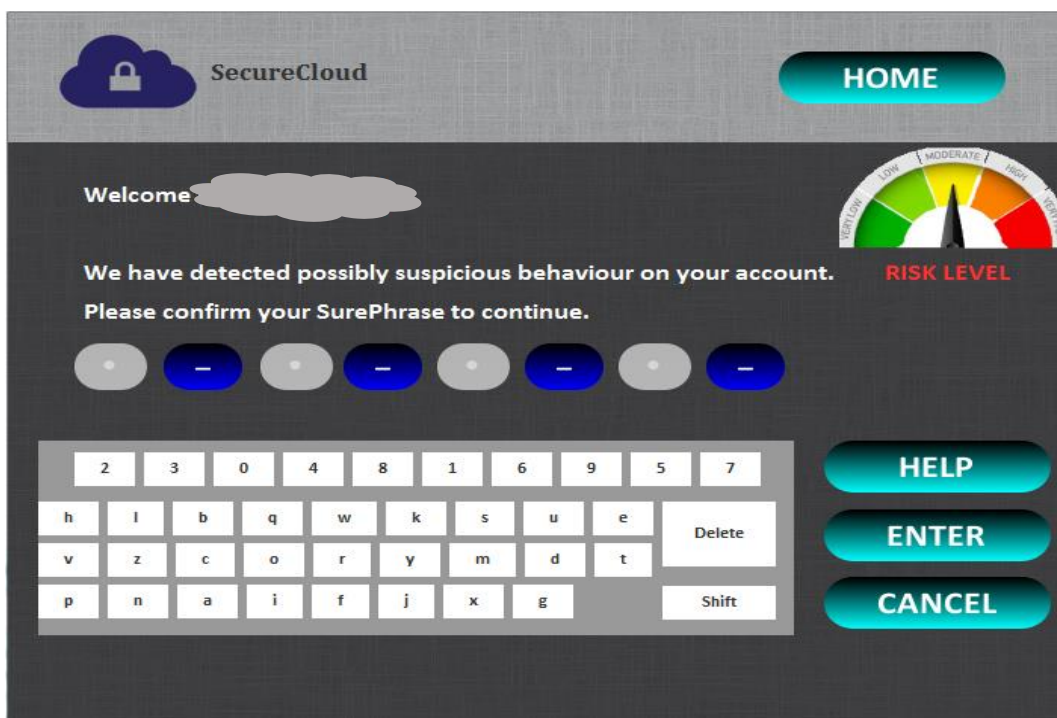 SecureCloud
HOME
Welcome
VERY LOW LOW MODERATE HIGH
We have detected possibly suspicious behaviour on your account.
RISK LEVEL
Please confirm your SurePhrase to continue.
2 3 0 4 8 1 6 9 5 7
HELP
h l b q w k s u e
Delete
ENTER
v z c o r y m d t
p n a i f j x g
Shift
CANCEL